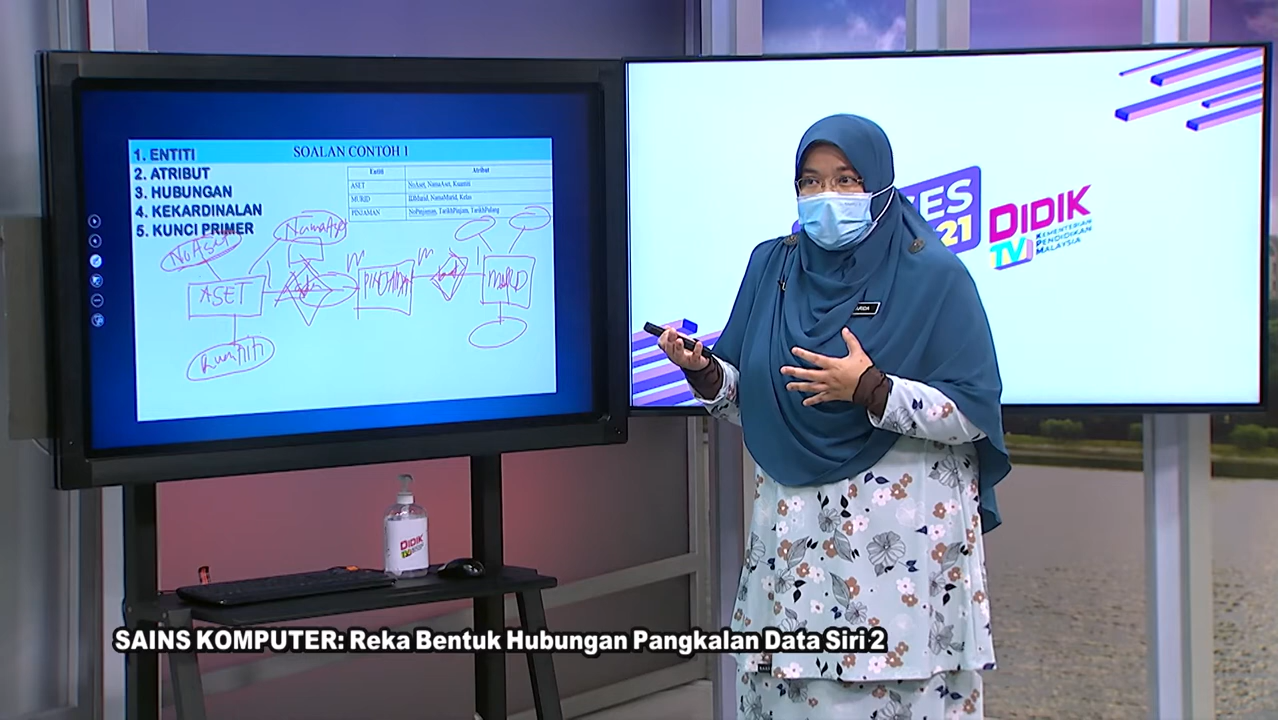 1. ENTITI
2. ATRIBUT
3. HUBUNGAN
4. KEKARDINALAN
5. KUNCI PRIMER
SOALAN CONTOH 1
Entiti Atribut
ASET NoAset, NamaAset, Kuantiti
MURID IDMurid, NamaMurid, Kelas
PINJAMAN NoPinjaman, TarikhPinjam, TarikhPulang
NoAset
NamaAset
ASET
MURID
Kuantiti
21
DIDIK
TV
KEMENTERIAN
PENDIDIKAN
MALAYSIA
DIDIK
SAINS KOMPUTER: Reka Bentuk Hubungan Pangkalan Data Siri 2